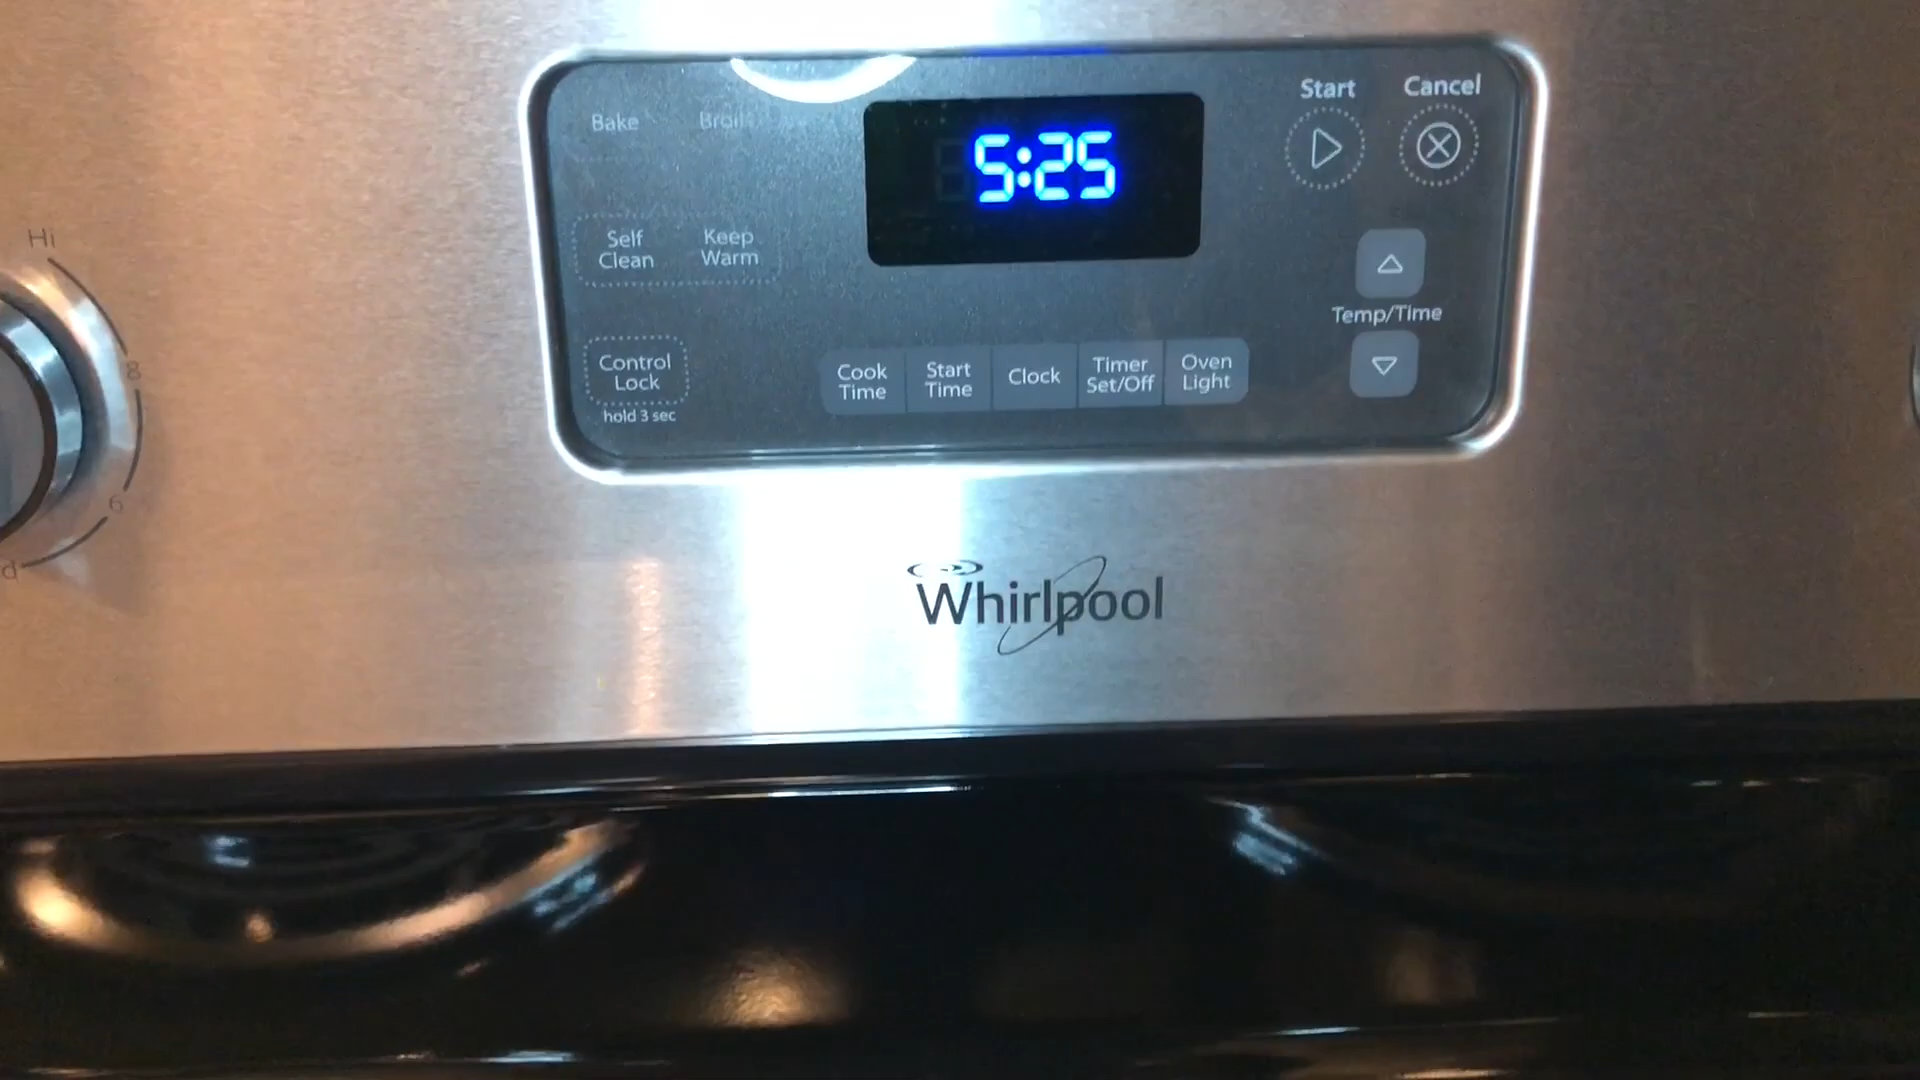 Start
Cancel
Bake
Broil
5:25
Self
Clean
Keep
Warm
Hi
Temp/Time
8
Control
Lock
hold 3 sec
Cook
Time
Start
Time
Clock
Timer
Set/Off
Oven
Light
6
Whirlpool